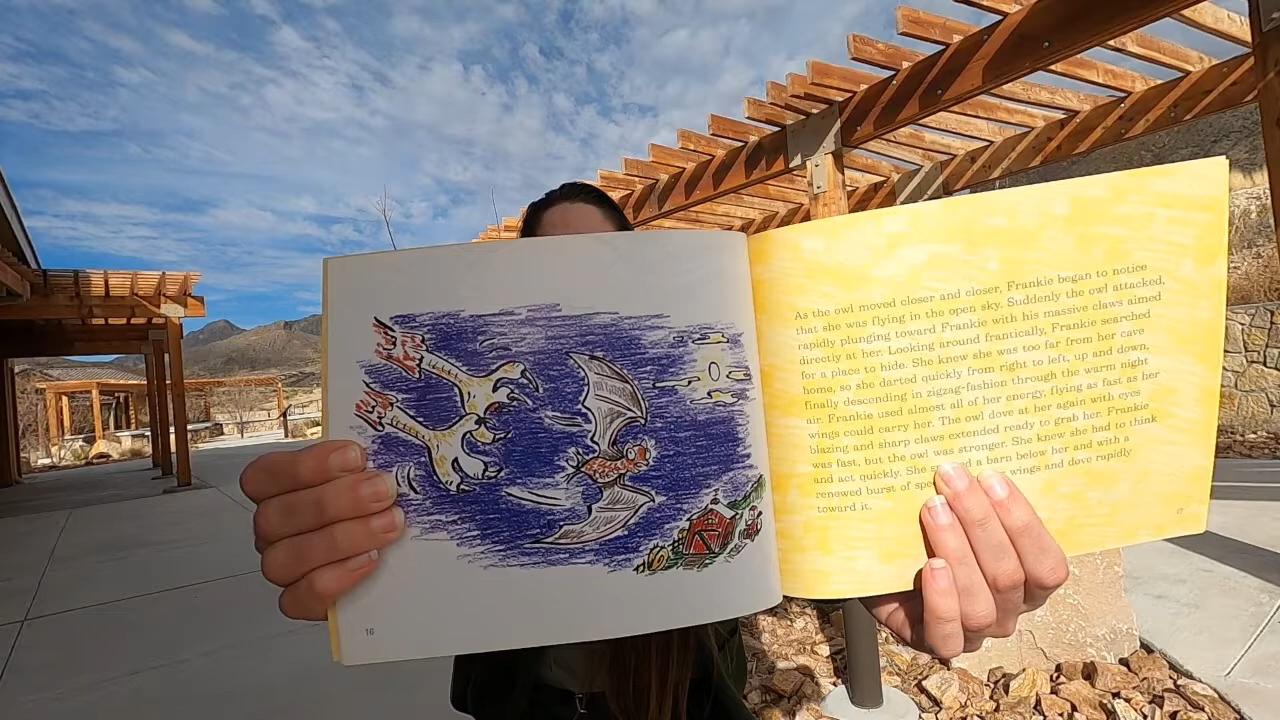 As the owl moved closer and closer, Frankie began to notice
that she was flying in the open sky. Suddenly the owl attacked,
rapidly plunging toward Frankie with his massive claws aimed
directly at her. Looking around frantically, Frankie searched
for a place to hide. She knew she was too far from her cave
home, so she darted quickly from right to left, up and down,
finally descending in zigzag-fashion through the warm night
air. Frankie used almost all of her energy, flying as fast as her
wings could carry her. The owl dove at her again with eyes
blazing and sharp claws extended ready to grab her. Frankie
was fast, but the owl was stronger. She knew she had to think
and act quickly. She a barn below her and with a
renewed burst of wings and dove rapidly
toward it.
16
17